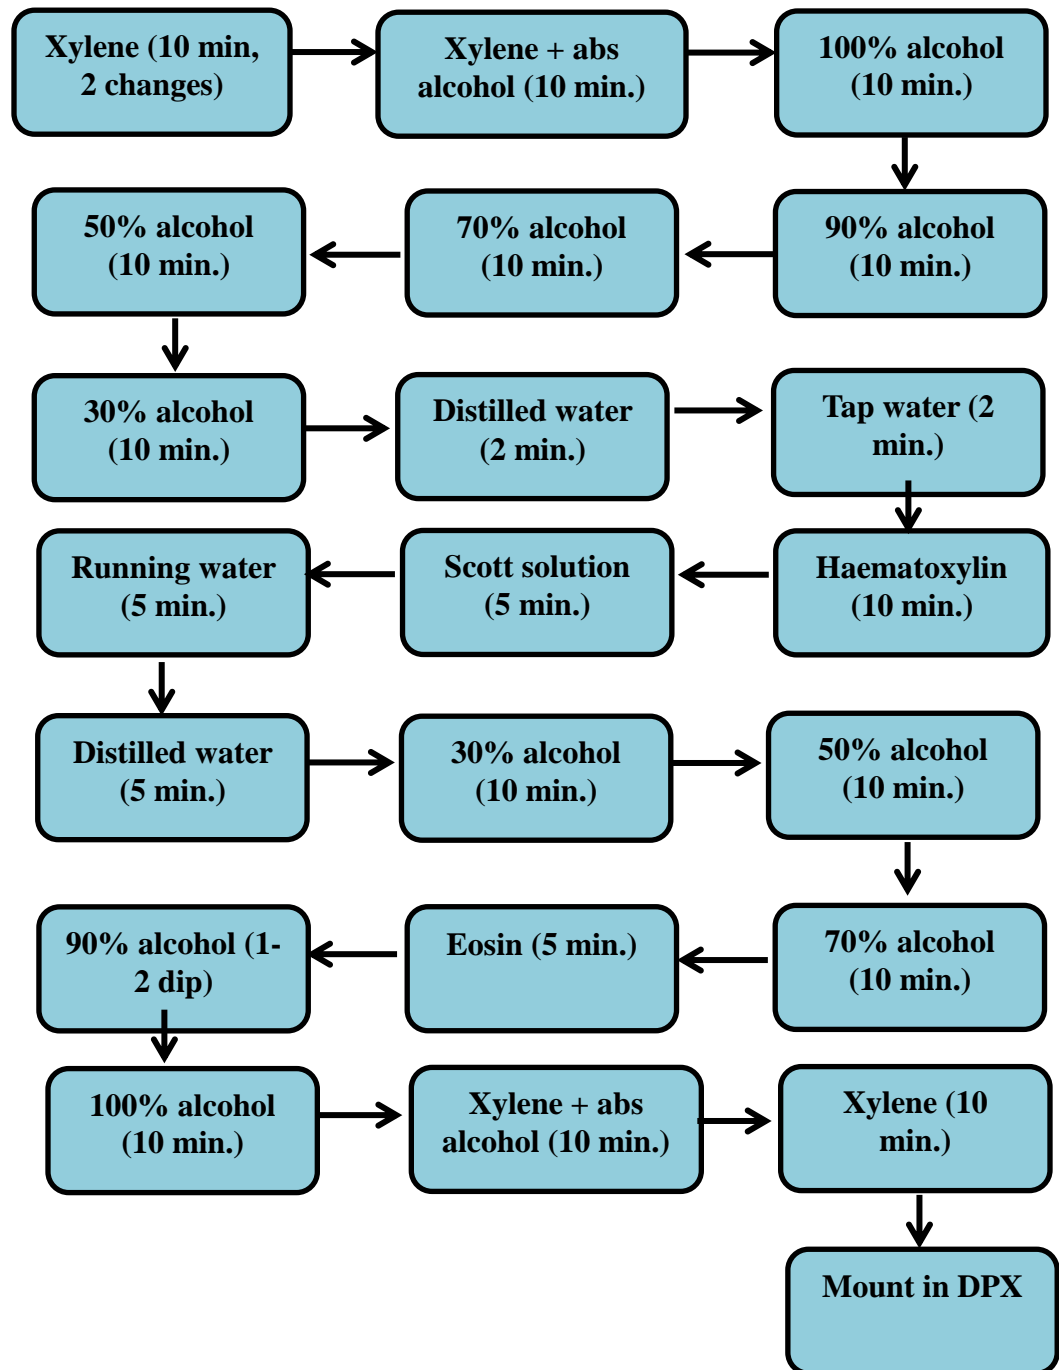 Xylene (10 min,
2 changes)
Xylene + abs
alcohol (10 min.)
100% alcohol
(10 min.)
90% alcohol
(10 min.)
70% alcohol
(10 min.)
50% alcohol
(10 min.)
30% alcohol
(10 min.)
Distilled water
(2 min.)
Tap water (2
min.)
Haematoxylin
(10 min.)
Scott solution
(5 min.)
Running water
(5 min.)
Distilled water
(5 min.)
30% alcohol
(10 min.)
50% alcohol
(10 min.)
70% alcohol
(10 min.)
Eosin (5 min.)
90% alcohol (1-
2 dip)
100% alcohol
(10 min.)
Xylene + abs
alcohol (10 min.)
Xylene (10
min.)
Mount in DPX